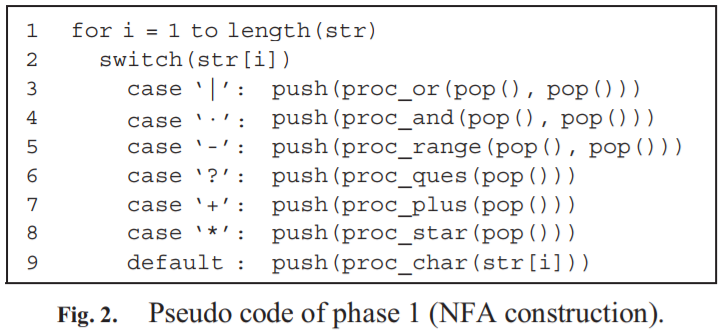 1 for i = 1 to length(str)
2 switch(str[i])
3 case ‘|’: push(proc_or(pop(), pop()))
4 case ‘·’: push(proc_and(pop(), pop()))
5 case ‘-’: push(proc_range(pop(), pop()))
6 case ‘?’: push(proc_ques(pop()))
7 case ‘+’: push(proc_plus(pop()))
8 case ‘*’: push(proc_star(pop()))
9 default : push(proc_char(str[i]))
Fig. 2. Pseudo code of phase 1 (NFA construction).